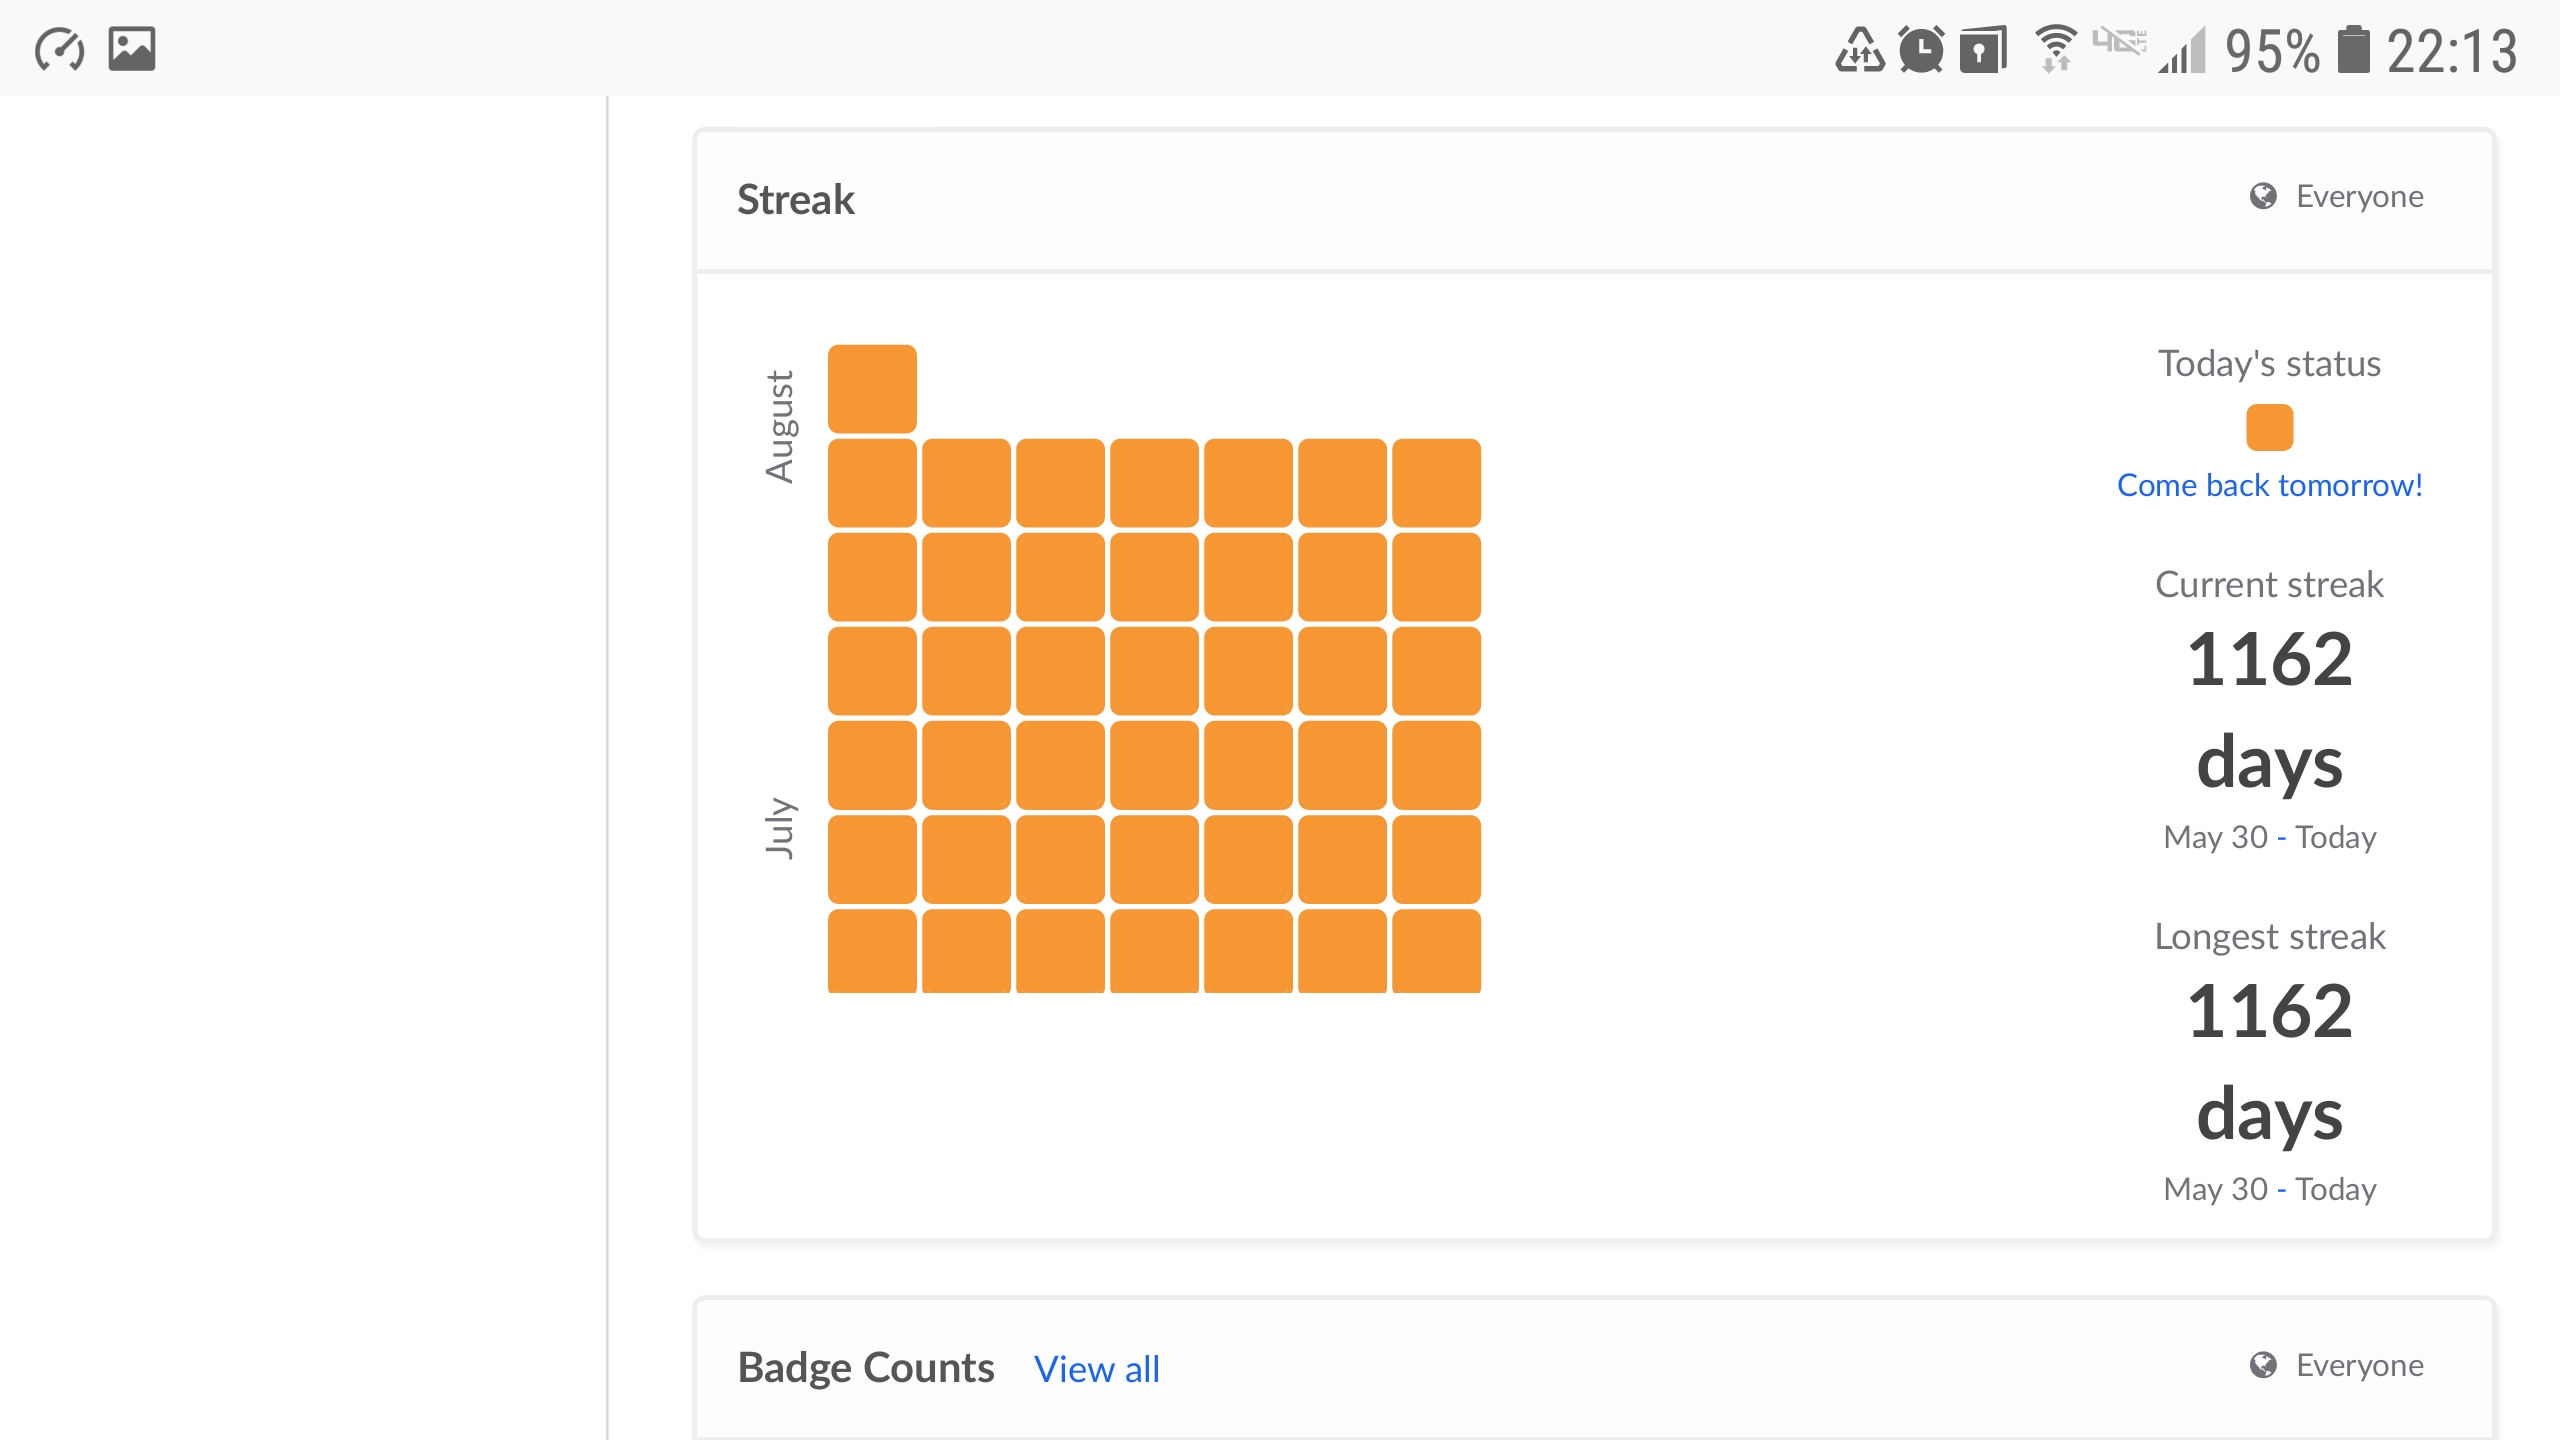 95% 22:13
Streak
Everyone
August
July
Today's status
Come back tomorrow!
Current streak
1162
days
May 30 - Today
Longest streak
1162
days
May 30 - Today
Badge Counts View all
Everyone